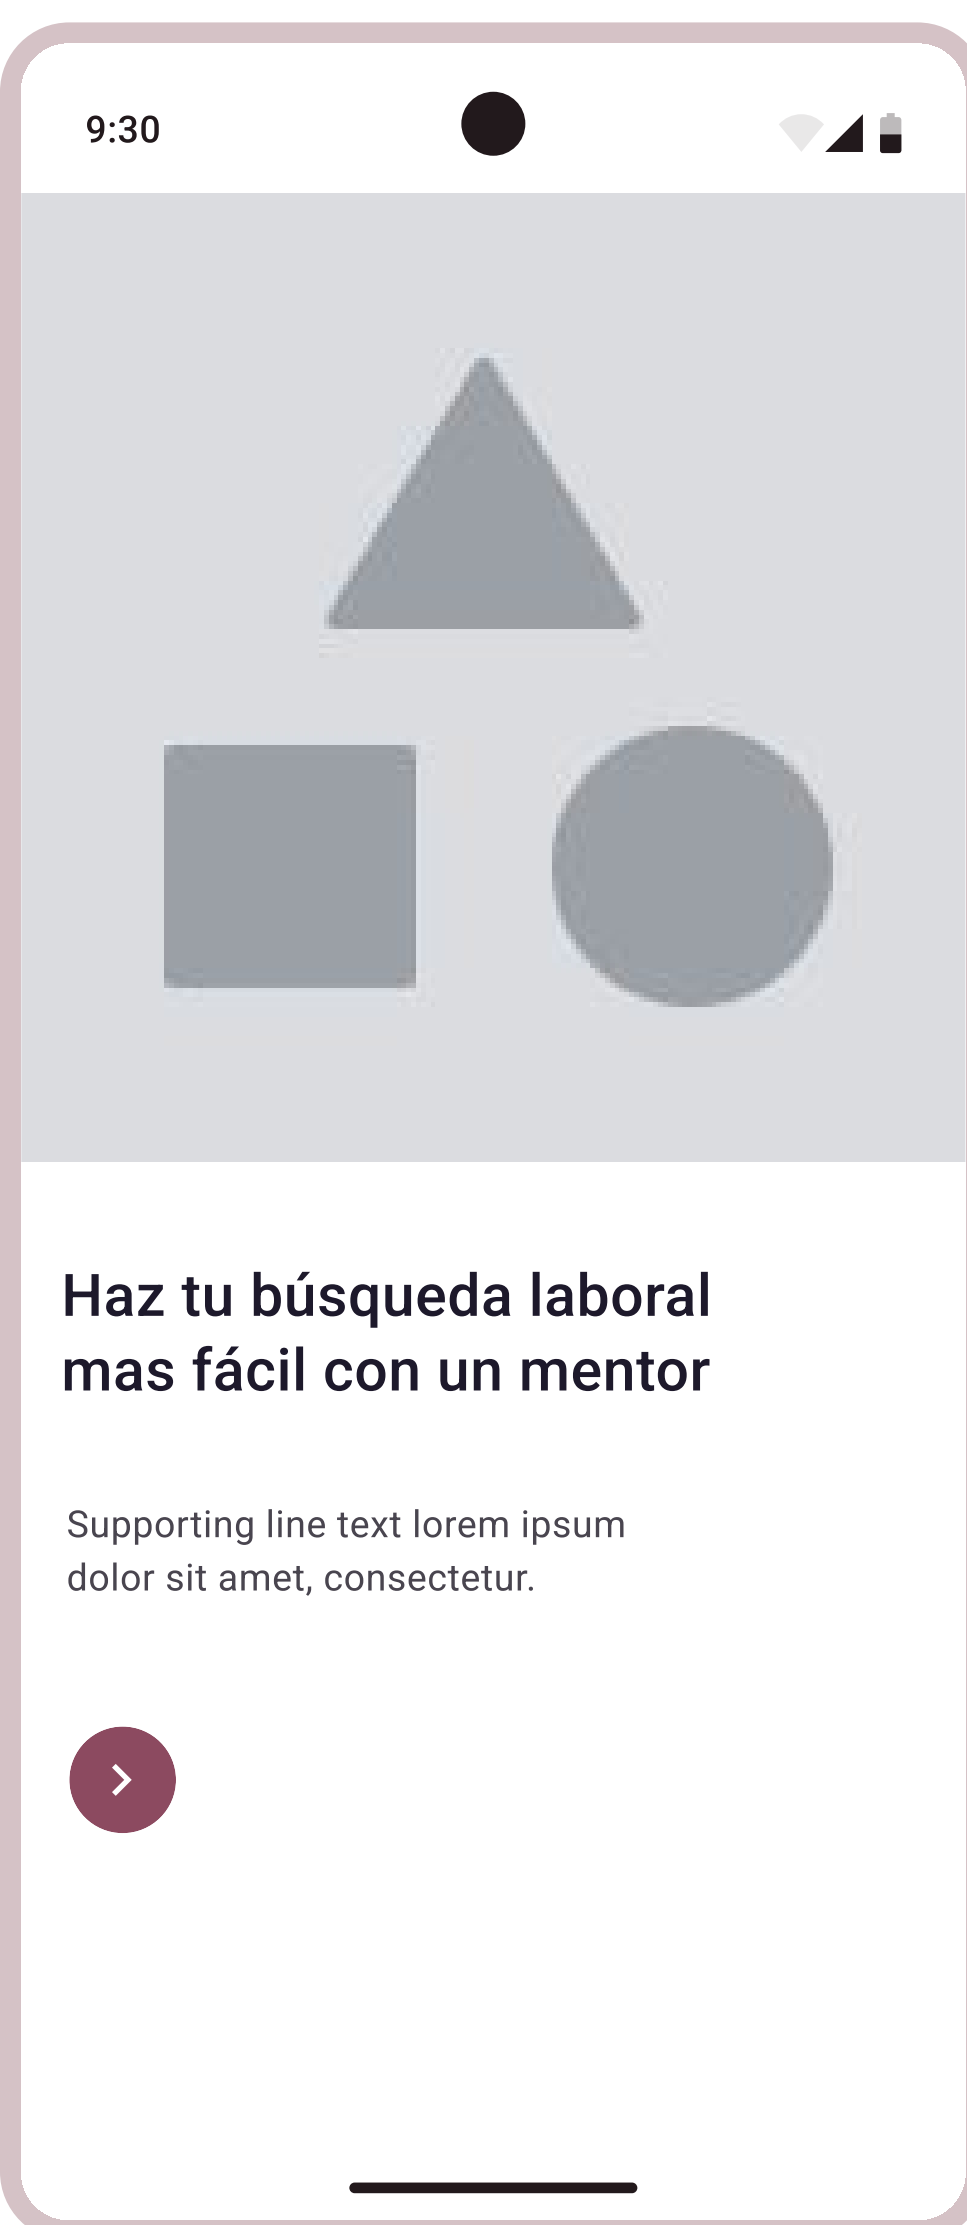 9:30
Haz tu búsqueda laboral
mas fácil con un mentor
Supporting line text lorem ipsum
dolor sit amet, consectetur.